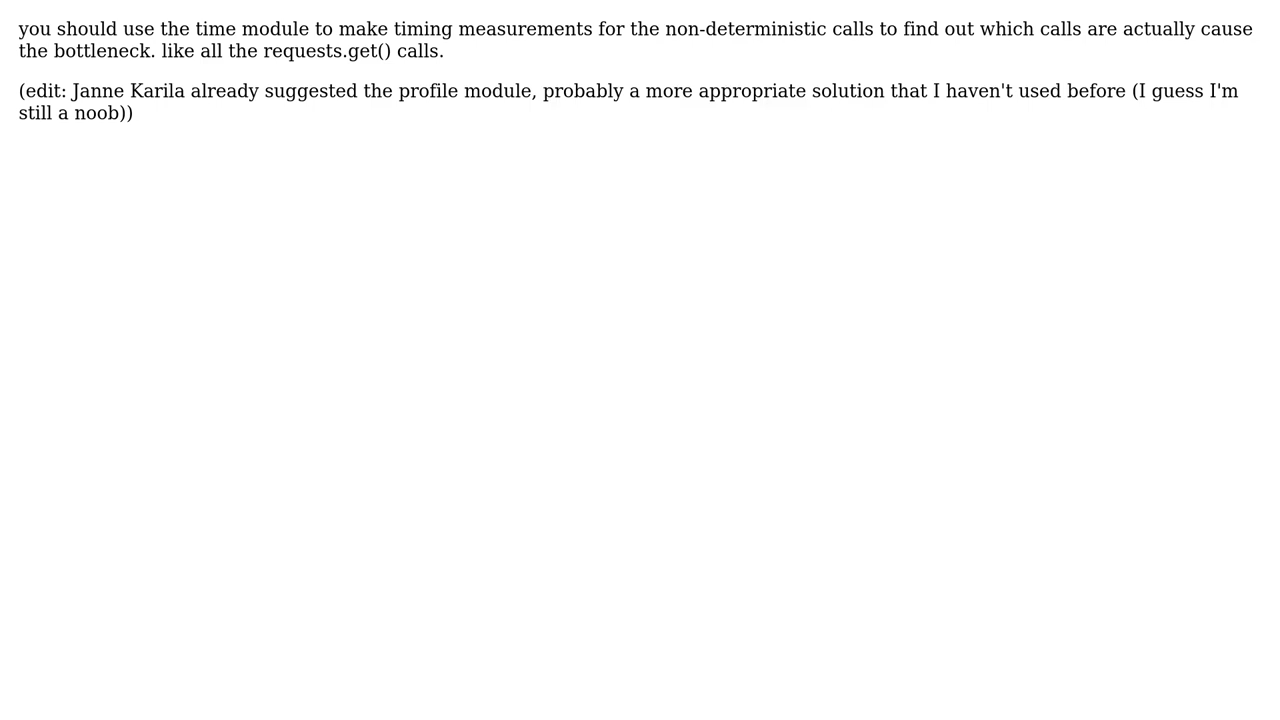 you should use the time module to make timing measurements for the non-deterministic calls to find out which calls are actually cause
the bottleneck. like all the requests.get() calls.
(edit: Janne Karila already suggested the profile module, probably a more appropriate solution that I haven't used before (I guess I'm
still a noob))